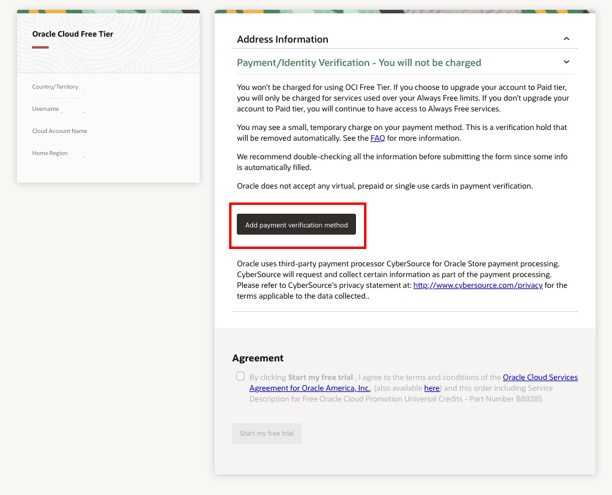 Oracle Cloud Free Tier
Country/Territory
Username
Cloud Account Name
Home Region
Address Information
Payment/Identity Verification - You will not be charged
You won't be charged for using OCI Free Tier. If you choose to upgrade your account to Paid tier,
you will only be charged for services used over your Always Free limits. If you don't upgrade your
account to Paid tier, you will continue to have access to Always Free services.
You may see a small, temporary charge on your payment method. This is a verification hold that
will be removed automatically. See the FAQ for more information.
We recommend double-checking all the information before submitting the form since some info
is automatically filled.
Oracle does not accept any virtual, prepaid or single use cards in payment verification.
Add payment verification method
Oracle uses third-party payment processor CyberSource for Oracle Store payment processing.
CyberSource will request and collect certain information as part of the payment processing.
Please refer to CyberSource's privacy statement at: http://www.cybersource.com/privacy for the
terms applicable to the data collected..
Agreement
By clicking Start my free trial , I agree to the terms and conditions of the Oracle Cloud Services
Agreement for Oracle America, Inc. (also available here) and this order including Service
Description for Free Oracle Cloud Promotion Universal Credits - Part Number B88385
Start my free trial